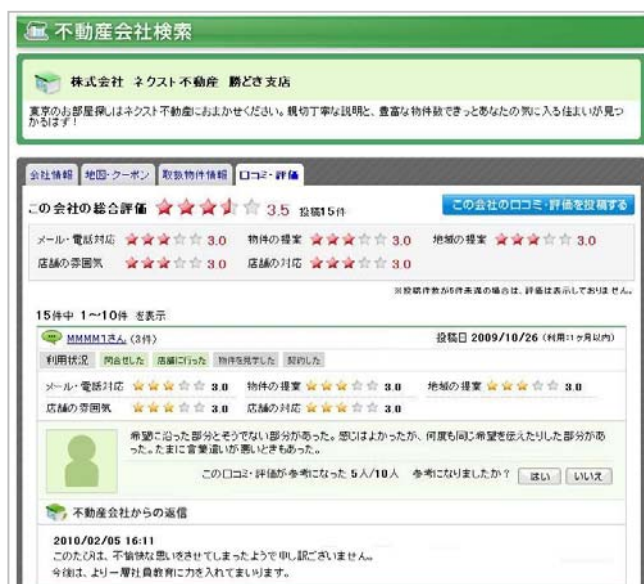 不動産会社検索
株式会社 ネクスト不動産 勝どき支店
東京のお部屋探しはネクスト不動産におまかせください。親切丁寧な説明と、豊富な物件数できっとあなたの気に入る住まいが見つ
かるはず！
会社情報 地図・クーポン 取扱物件情報 口コミ・評価
この会社の総合評価 ★★★★☆ 3.5 投稿15件 この会社の口コミ・評価を投稿する
メール・電話対応 ★★★☆☆ 3.0 物件の提案 ★★★☆☆ 3.0 地域の提案 ★★★☆☆ 3.0
店舗の雰囲気 ★★★☆☆ 3.0 店舗の対応 ★★★☆☆ 3.0
※投稿件数が5件未満の場合は、評価は表示しておりません。
15件中 1～10件 を表示
MMMM1さん (3件) 投稿日 2009/10/26 (利用:1ヶ月以内)
利用状況 問合せした 店舗に行った 物件を見学した 契約した
メール・電話対応 ★★★☆☆ 3.0 物件の提案 ★★★☆☆ 3.0 地域の提案 ★★★☆☆ 3.0
店舗の雰囲気 ★★★☆☆ 3.0 店舗の対応 ★★★☆☆ 3.0
希望に沿った部分とそうでない部分があった。感じはよかったが、何度も同じ希望を伝えたりした部分があ
った。たまに言葉遣いが悪いときもあった。
この口コミ・評価が参考になった 5人/10人 参考になりましたか？ はい いいえ
不動産会社からの返信
2010/02/05 16:11
このたびは、不愉快な思いをさせてしまったようで申し訳ございません。
今後は、より一層社員教育に力を入れてまいります。